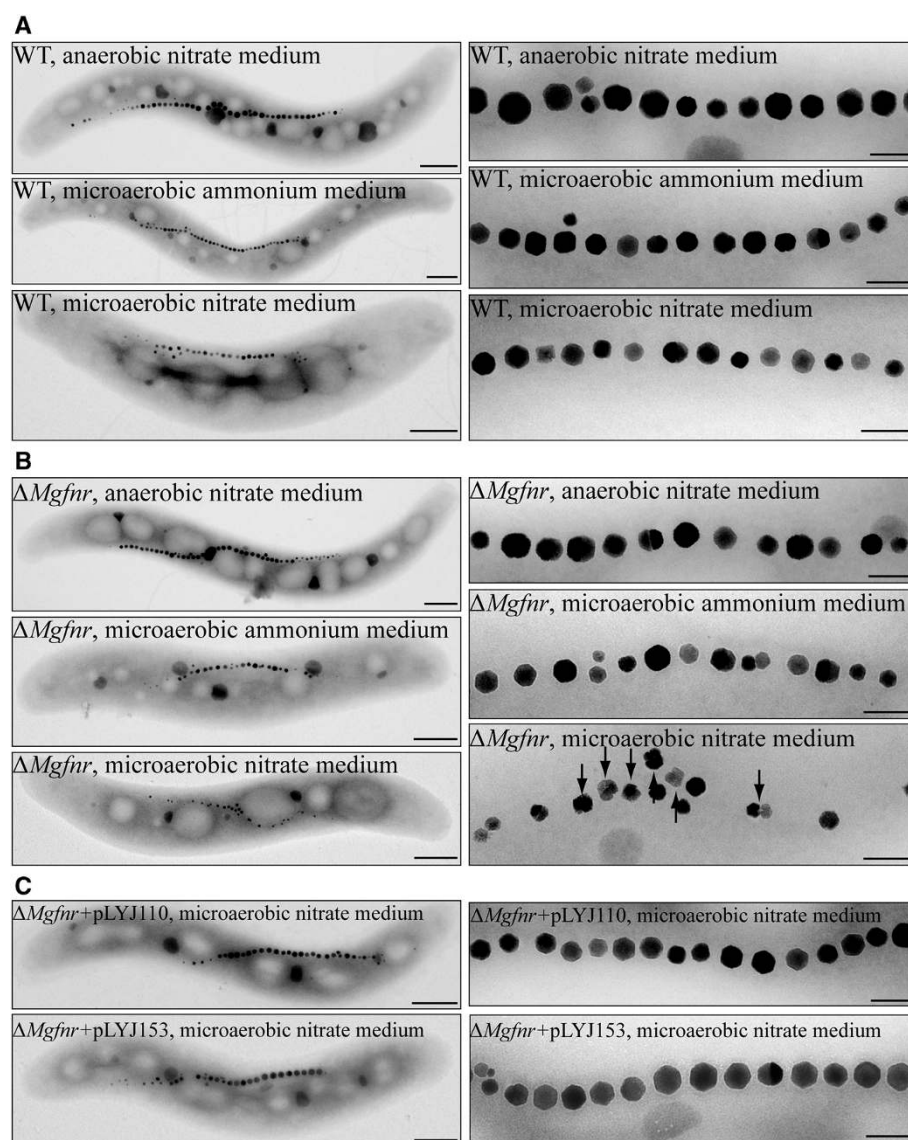 A
WT, anaerobic nitrate medium
WT, anaerobic nitrate medium
WT, microaerobic ammonium medium
WT, microaerobic ammonium medium
WT, microaerobic nitrate medium
WT, microaerobic nitrate medium
B
ΔMgfnr, anaerobic nitrate medium
ΔMgfnr, anaerobic nitrate medium
ΔMgfnr, microaerobic ammonium medium
ΔMgfnr, microaerobic ammonium medium
ΔMgfnr, microaerobic nitrate medium
ΔMgfnr, microaerobic nitrate medium
C
ΔMgfnr+pLYJ110, microaerobic nitrate medium
ΔMgfnr+pLYJ110, microaerobic nitrate medium
ΔMgfnr+pLYJ153, microaerobic nitrate medium
ΔMgfnr+pLYJ153, microaerobic nitrate medium